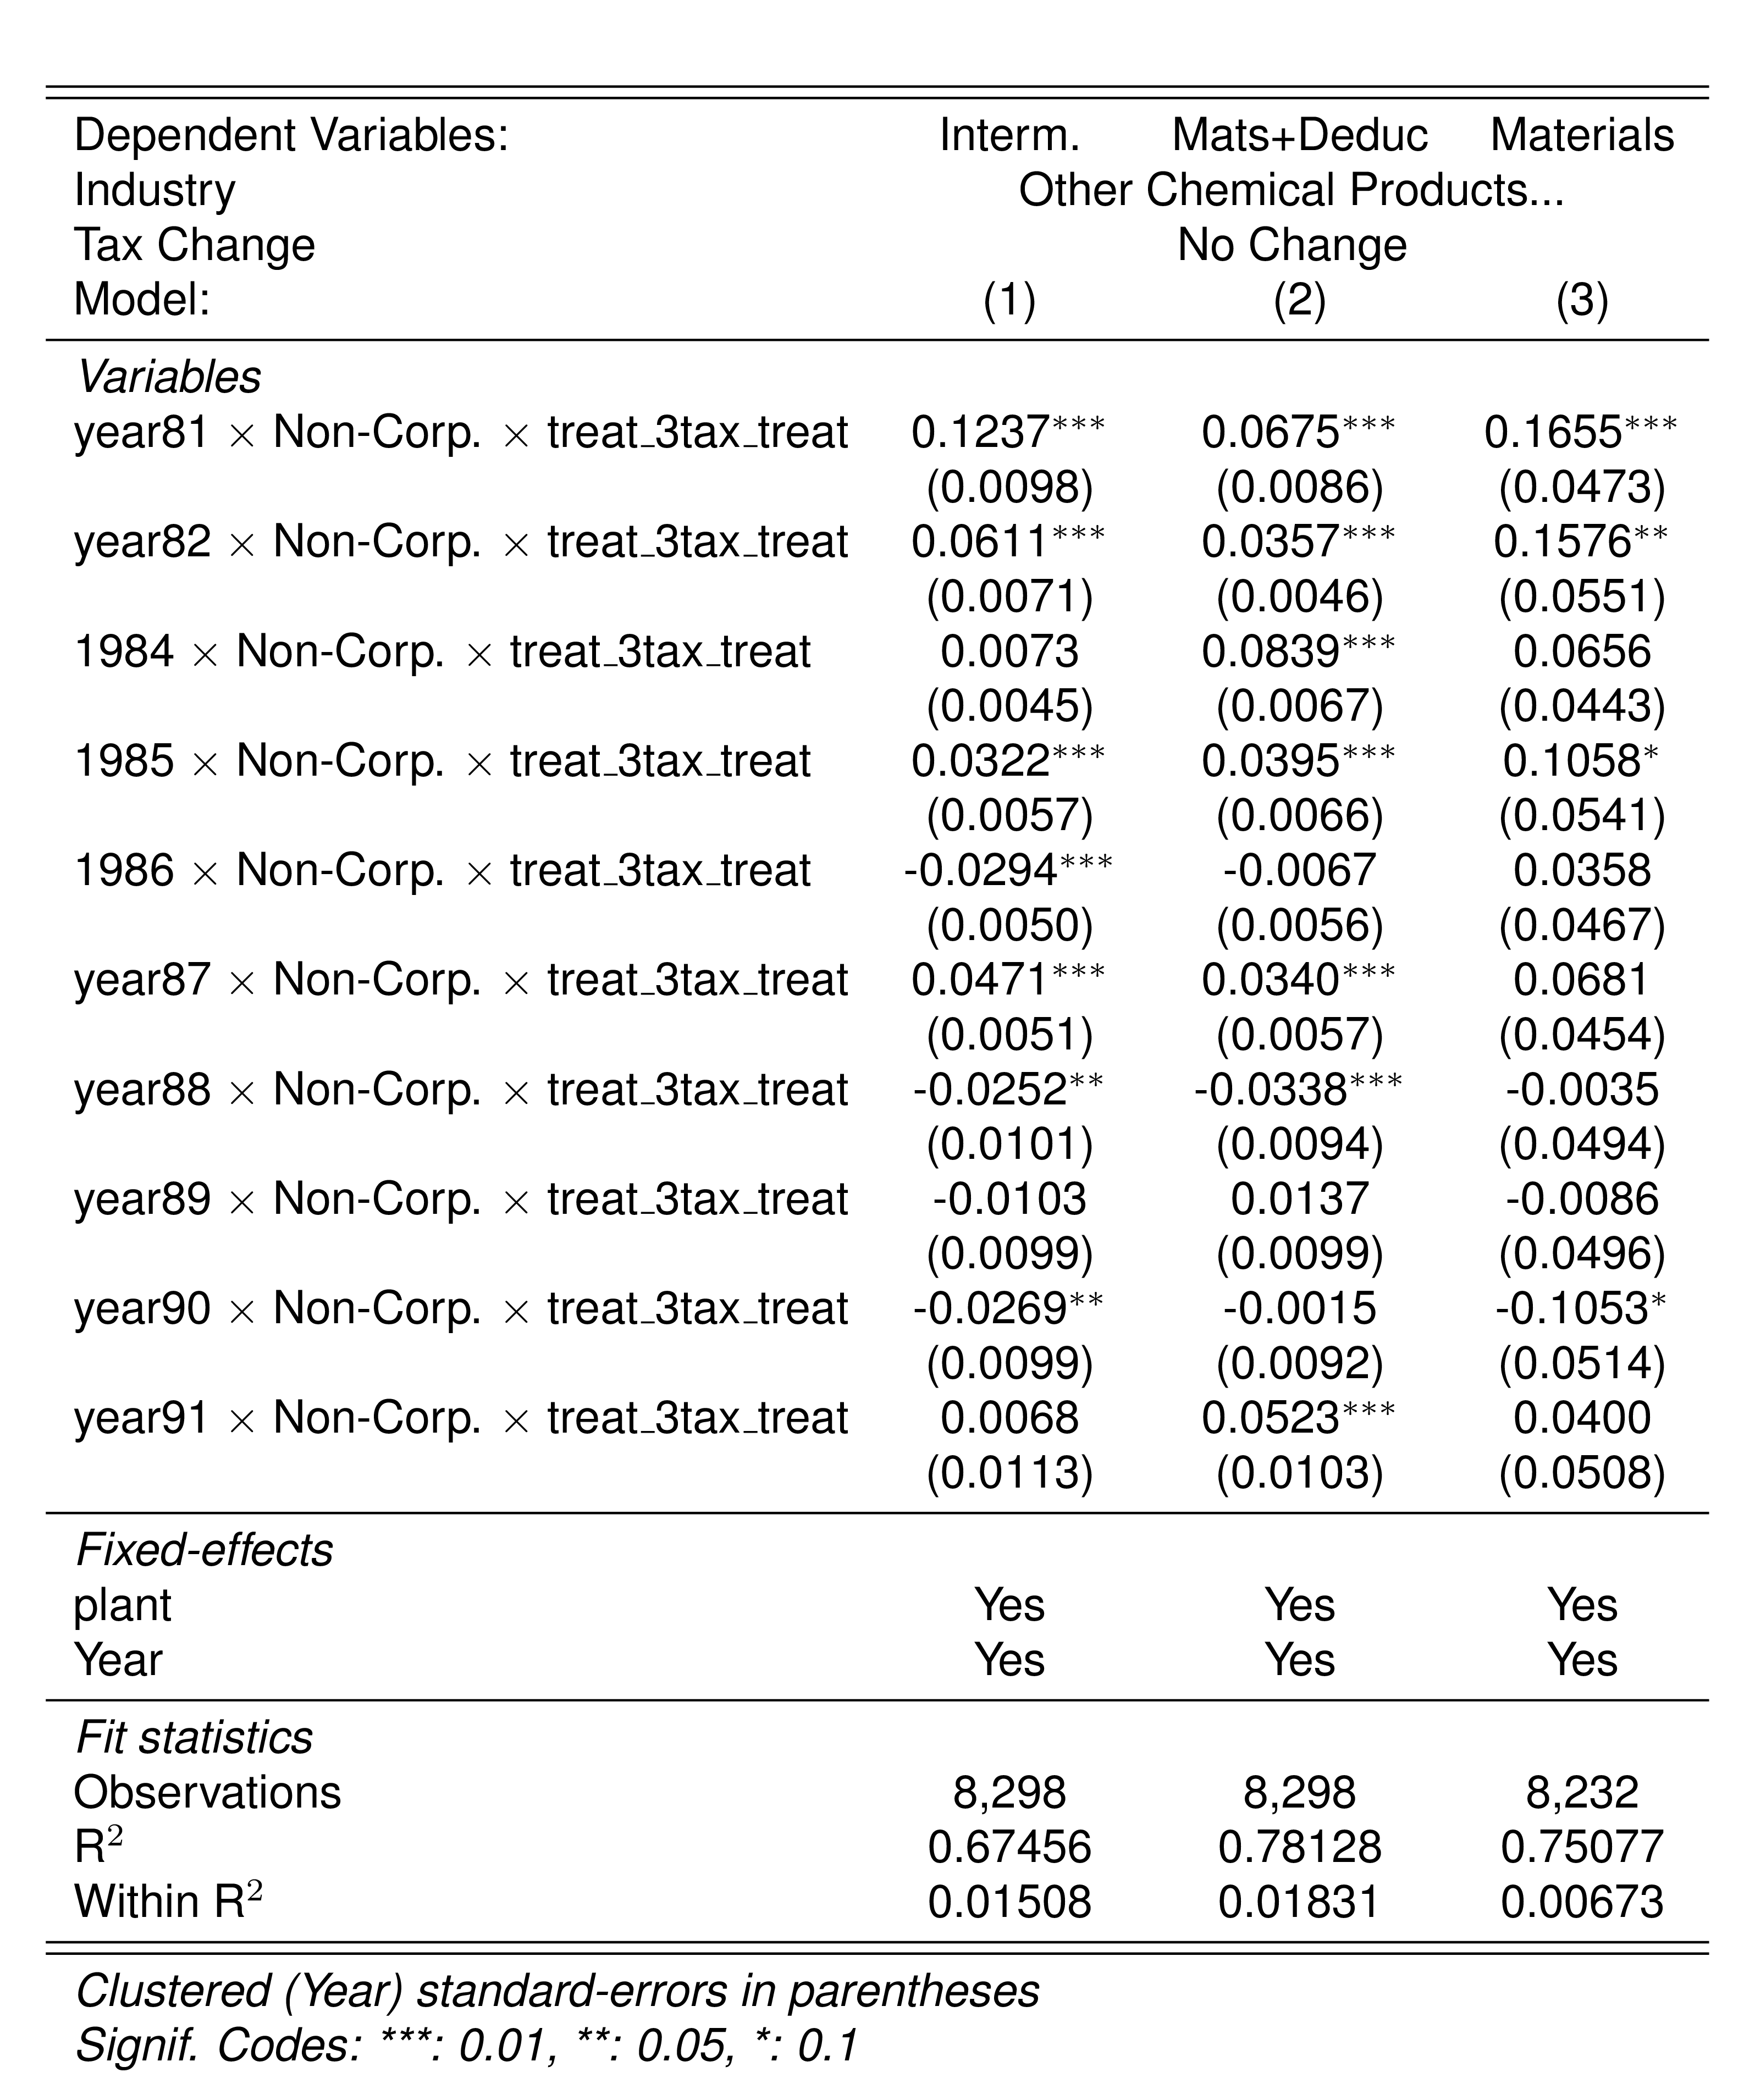 Dependent Variables: Interm. Mats+Deduc Materials
Industry Other Chemical Products...
Tax Change No Change
Model: (1) (2) (3)
Variables
year81 × Non-Corp. × treat_3tax_treat 0.1237*** 0.0675*** 0.1655***
(0.0098) (0.0086) (0.0473)
year82 × Non-Corp. × treat_3tax_treat 0.0611*** 0.0357*** 0.1576**
(0.0071) (0.0046) (0.0551)
1984 × Non-Corp. × treat_3tax_treat 0.0073 0.0839*** 0.0656
(0.0045) (0.0067) (0.0443)
1985 × Non-Corp. × treat_3tax_treat 0.0322*** 0.0395*** 0.1058*
(0.0057) (0.0066) (0.0541)
1986 × Non-Corp. × treat_3tax_treat -0.0294*** -0.0067 0.0358
(0.0050) (0.0056) (0.0467)
year87 × Non-Corp. × treat_3tax_treat 0.0471*** 0.0340*** 0.0681
(0.0051) (0.0057) (0.0454)
year88 × Non-Corp. × treat_3tax_treat -0.0252** -0.0338*** -0.0035
(0.0101) (0.0094) (0.0494)
year89 × Non-Corp. × treat_3tax_treat -0.0103 0.0137 -0.0086
(0.0099) (0.0099) (0.0496)
year90 × Non-Corp. × treat_3tax_treat -0.0269** -0.0015 -0.1053*
(0.0099) (0.0092) (0.0514)
year91 × Non-Corp. × treat_3tax_treat 0.0068 0.0523*** 0.0400
(0.0113) (0.0103) (0.0508)
Fixed-effects
plant Yes Yes Yes
Year Yes Yes Yes
Fit statistics
Observations 8,298 8,298 8,232
R² 0.67456 0.78128 0.75077
Within R² 0.01508 0.01831 0.00673
Clustered (Year) standard-errors in parentheses
Signif. Codes: ***: 0.01, **: 0.05, *: 0.1